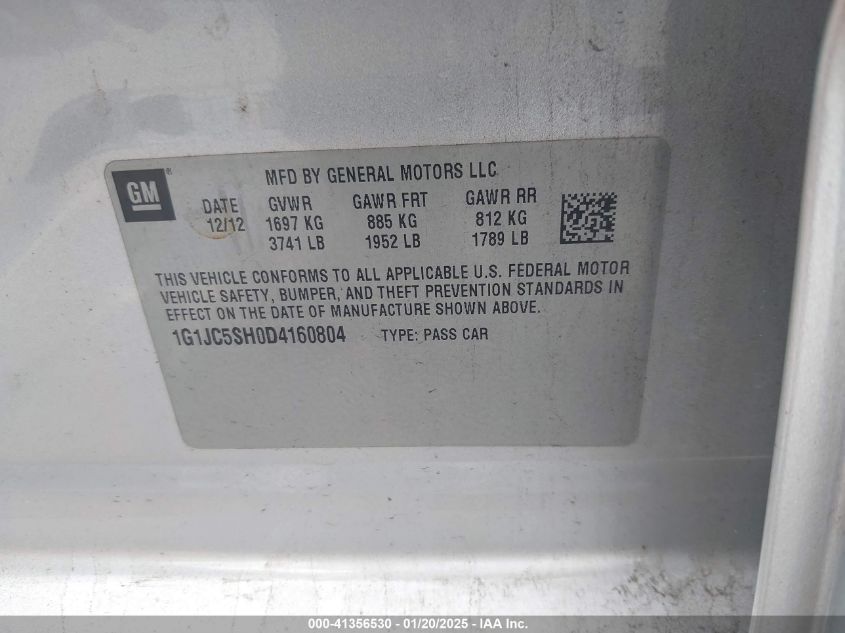 GM®
MFD BY GENERAL MOTORS LLC
DATE GVWR GAWR FRT GAWR RR
12/12 1697 KG 885 KG 812 KG
3741 LB 1952 LB 1789 LB
THIS VEHICLE CONFORMS TO ALL APPLICABLE U.S. FEDERAL MOTOR
VEHICLE SAFETY, BUMPER, AND THEFT PREVENTION STANDARDS IN
EFFECT ON THE DATE OF MANUFACTURE SHOWN ABOVE.
1G1JC5SH0D4160804 TYPE: PASS CAR
000-41356530 - 01/20/2025 - IAA Inc.